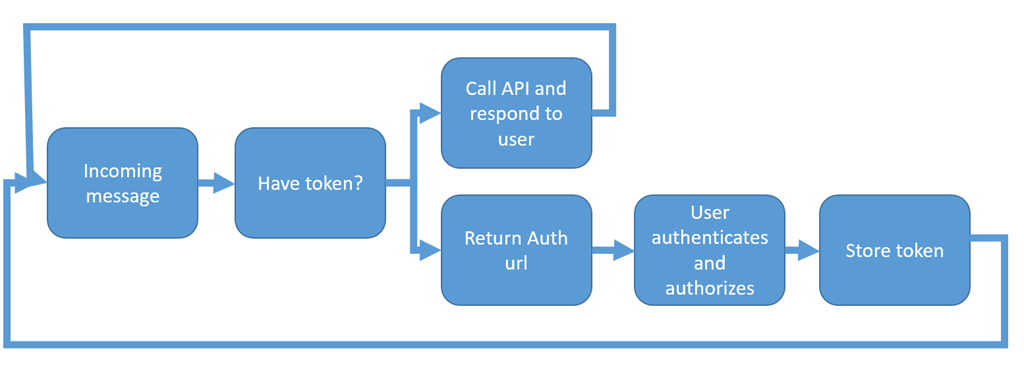 Incoming
message
Have token?
Call API and
respond to
user
Return Auth
url
User
authenticates
and
authorizes
Store token